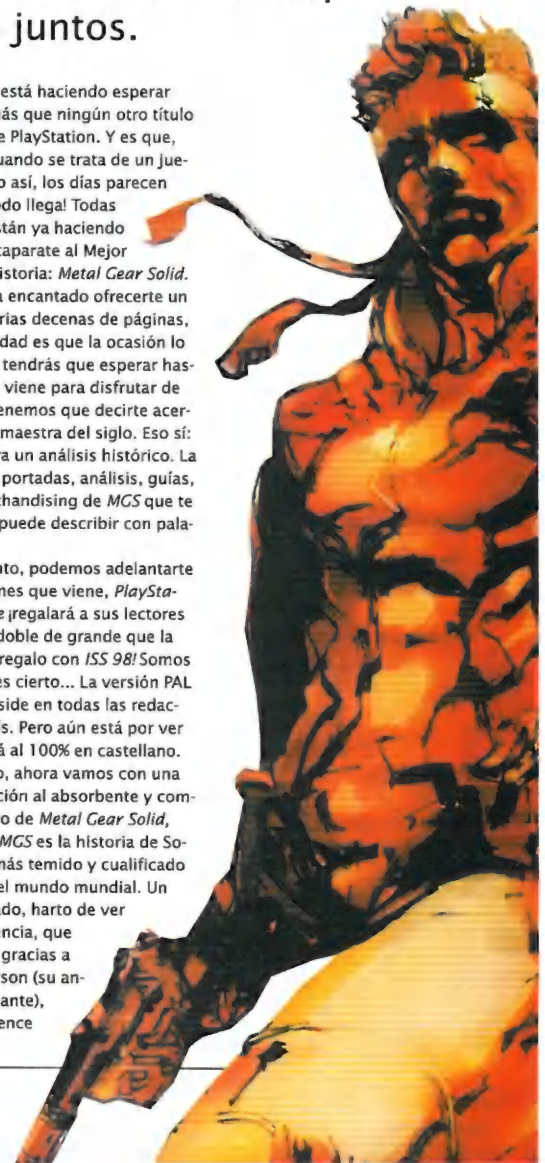 juntos.
está haciendo esperar
ás que ningún otro título
e PlayStation. Y es que,
uando se trata de un jue-
o así, los días parecen
odo llega! Todas
stán ya haciendo
caparate al Mejor
istoria: Metal Gear Solid.
a encantado ofrecerte un
rias decenas de páginas,
dad es que la ocasión lo
tendrás que esperar has-
viene para disfrutar de
enemos que decirte acer-
maestra del siglo. Eso sí:
ra un análisis histórico. La
portadas, análisis, guías,
chandising de MGS que te
puede describir con pala-
nto, podemos adelantarte
nes que viene, PlaySta-
e ¡regalará a sus lectores
doble de grande que la
regalo con ISS 98! Somos
es cierto... La versión PAL
side en todas las redac-
s. Pero aún está por ver
á al 100% en castellano.
o, ahora vamos con una
ción al absorbente y com-
o de Metal Gear Solid,
MGS es la historia de So-
más temido y cualificado
el mundo mundial. Un
ado, harto de ver
encia, que
gracias a
son (su an-
ante),
ence